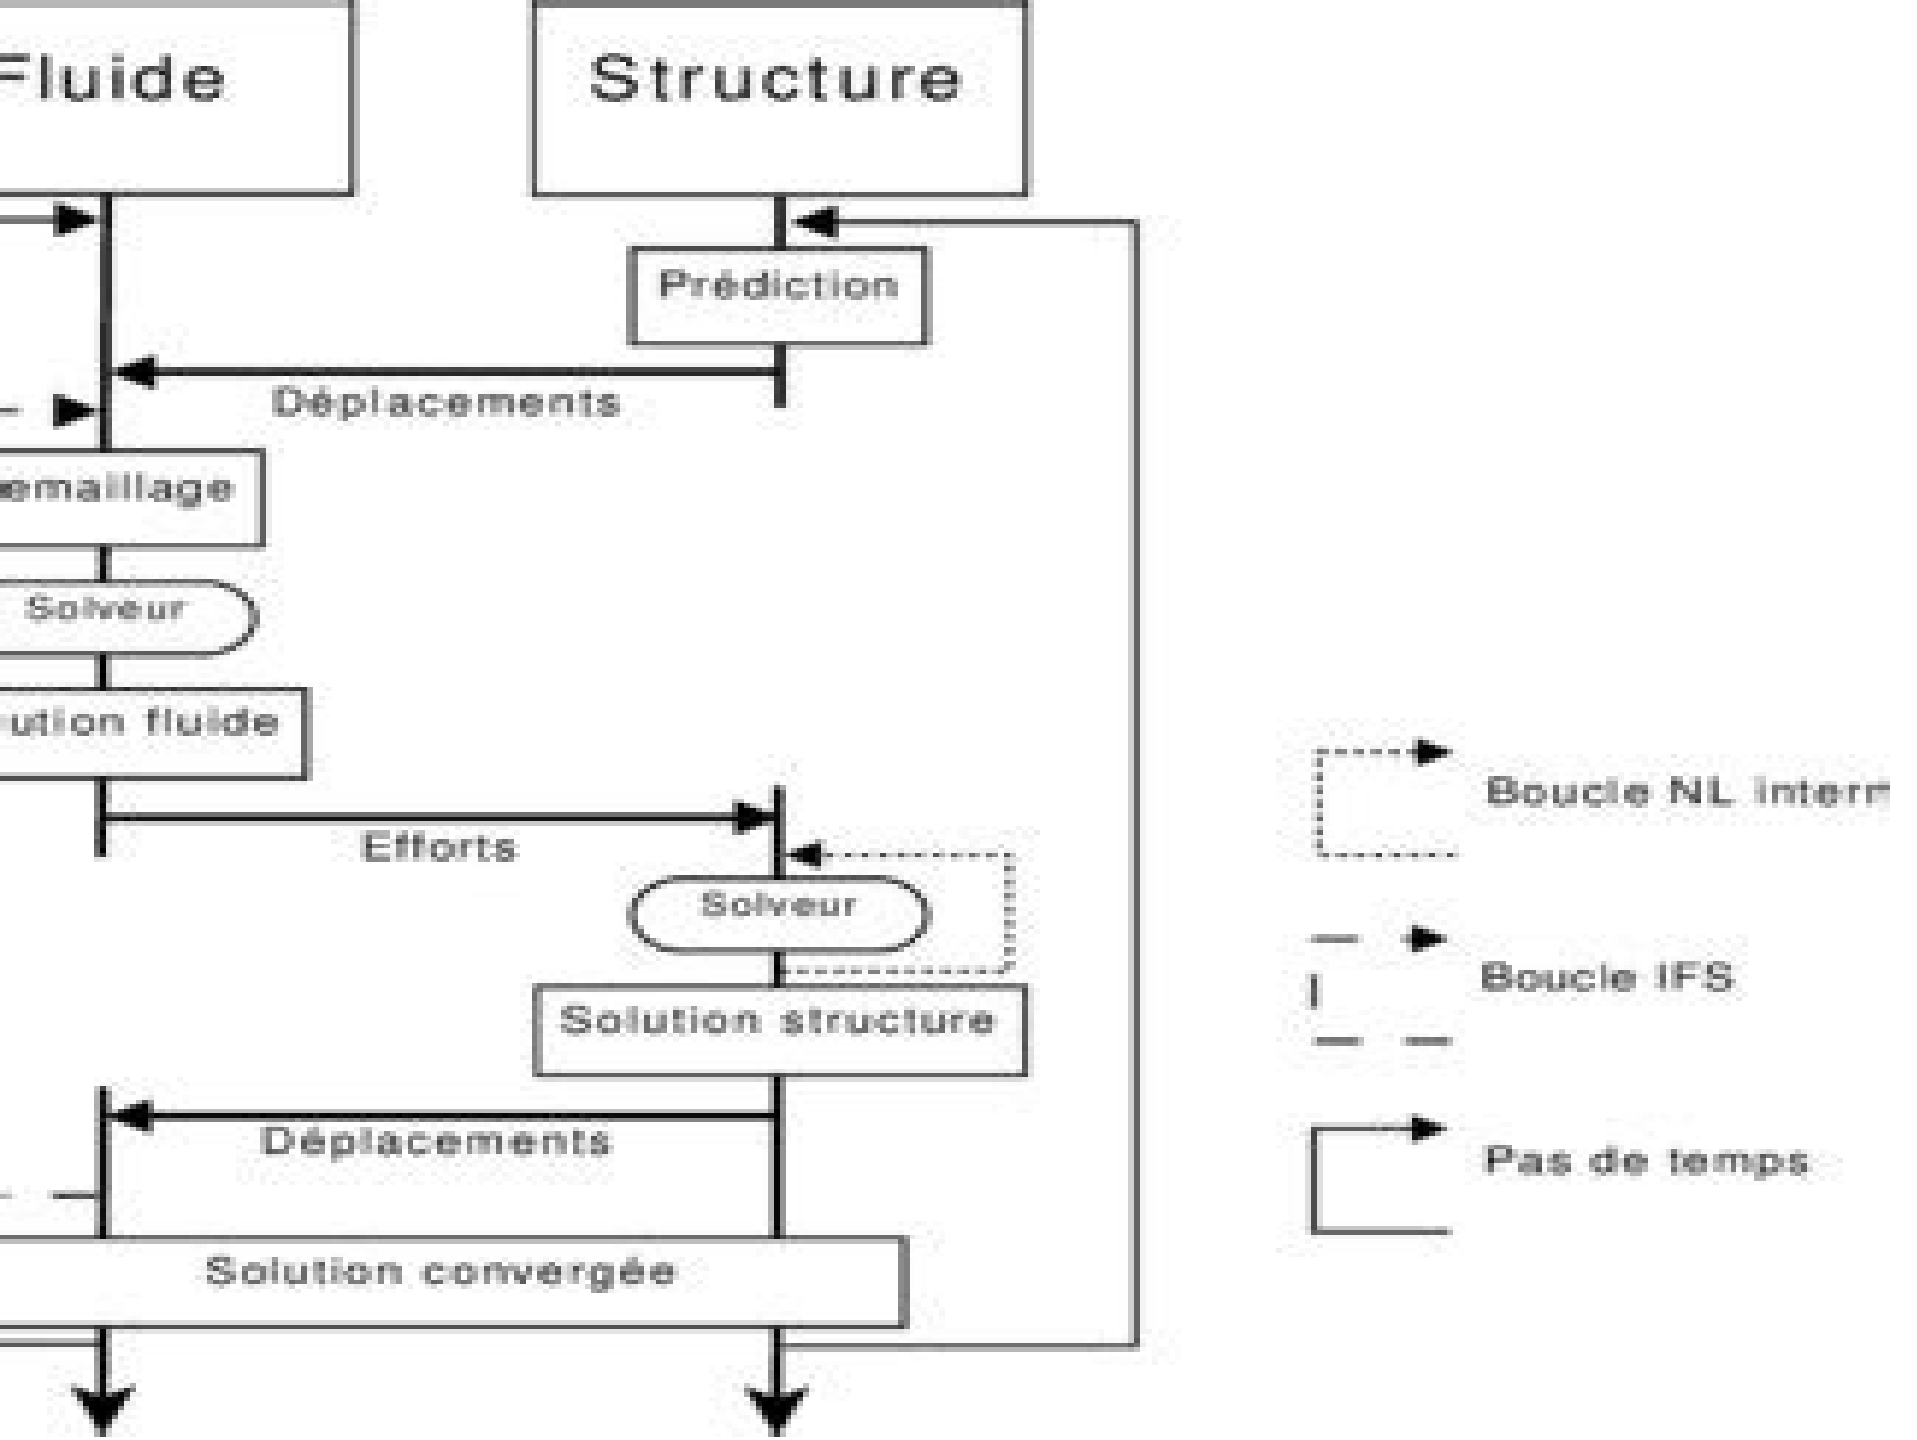 Fluide
Structure
Prédiction
Déplacements
emaillage
Solveur
ution fluide
Efforts
Solveur
Solution structure
Déplacements
Solution convergée
Boucle NL intern
Boucle IFS
Pas de temps